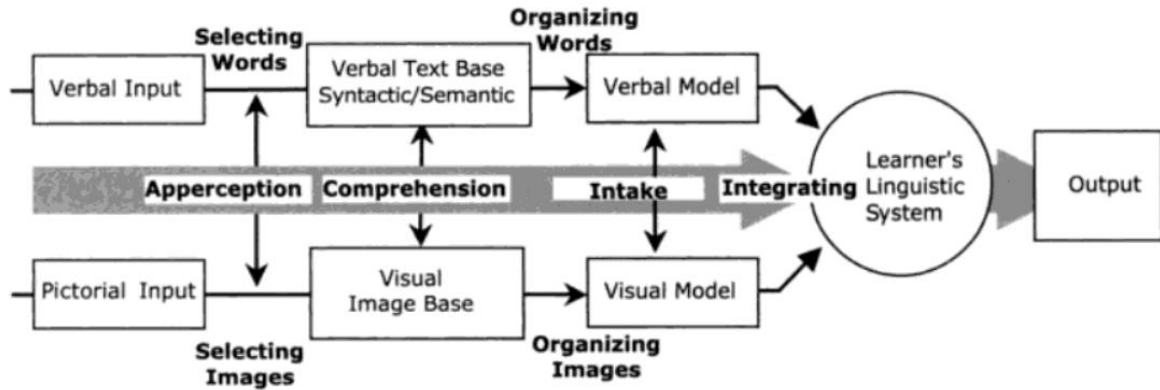 Selecting
Words
Organizing
Words
Verbal Input
Verbal Text Base
Syntactic/Semantic
Verbal Model
Apperception
Comprehension
Intake
Integrating
Learner's
Linguistic
System
Output
Pictorial Input
Visual
Image Base
Visual Model
Selecting
Images
Organizing
Images